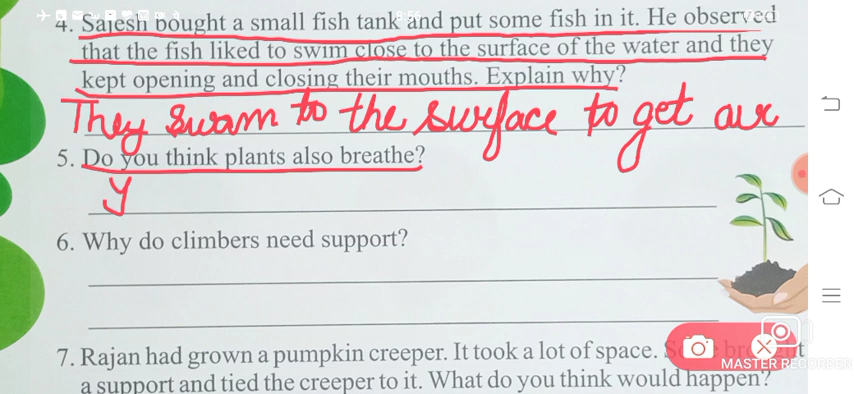 8:56
4. Sajesh bought a small fish tank and put some fish in it. He observed
that the fish liked to swim close to the surface of the water and they
kept opening and closing their mouths. Explain why?
They swam to the surface to get air
5. Do you think plants also breathe?
y
6. Why do climbers need support?
7. Rajan had grown a pumpkin creeper. It took a lot of space.
a support and tied the creeper to it. What do you think would happen?
MASTER RECORDER